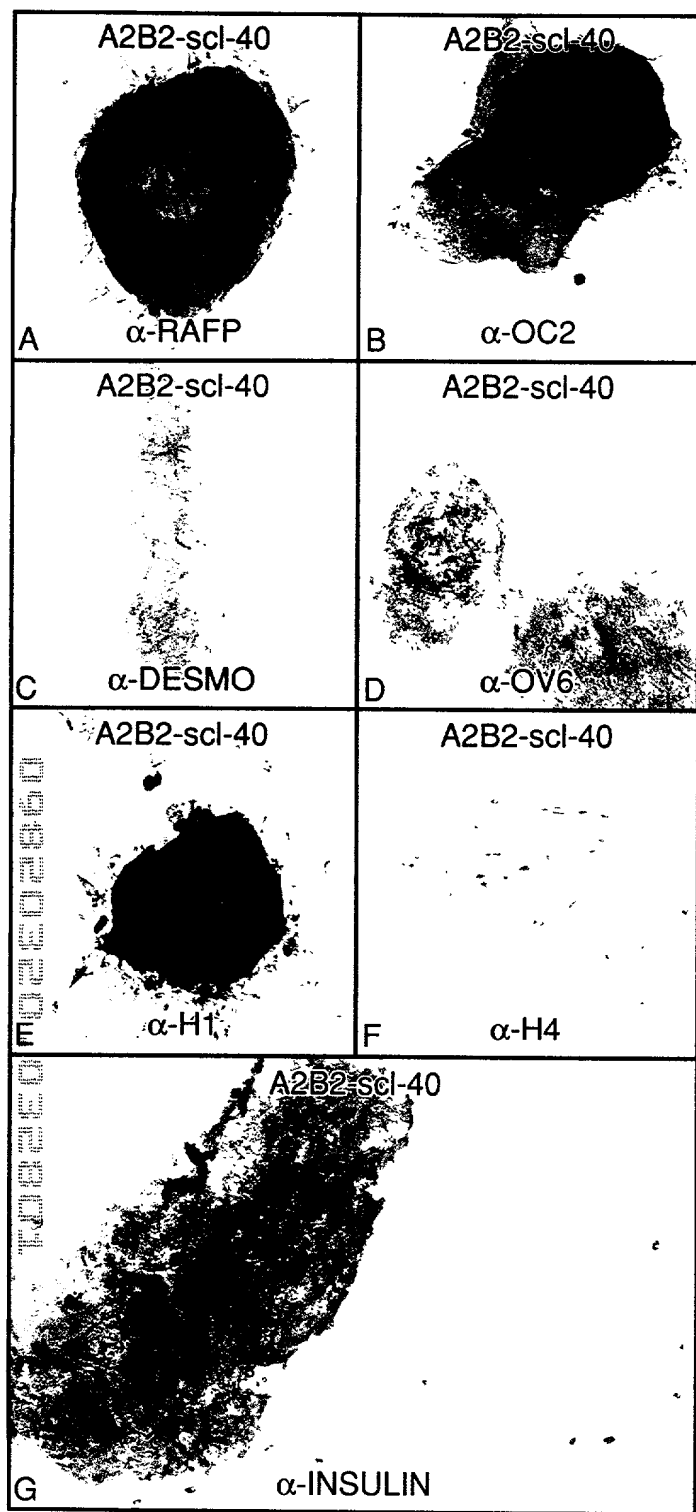 A2B2-scl-40
A
α-RAFP
A2B2-scl-40
B
α-OC2
A2B2-scl-40
C
α-DESMO
A2B2-scl-40
D
α-OV6
A2B2-scl-40
E
α-H1
A2B2-scl-40
F
α-H4
A2B2-scl-40
G
α-INSULIN